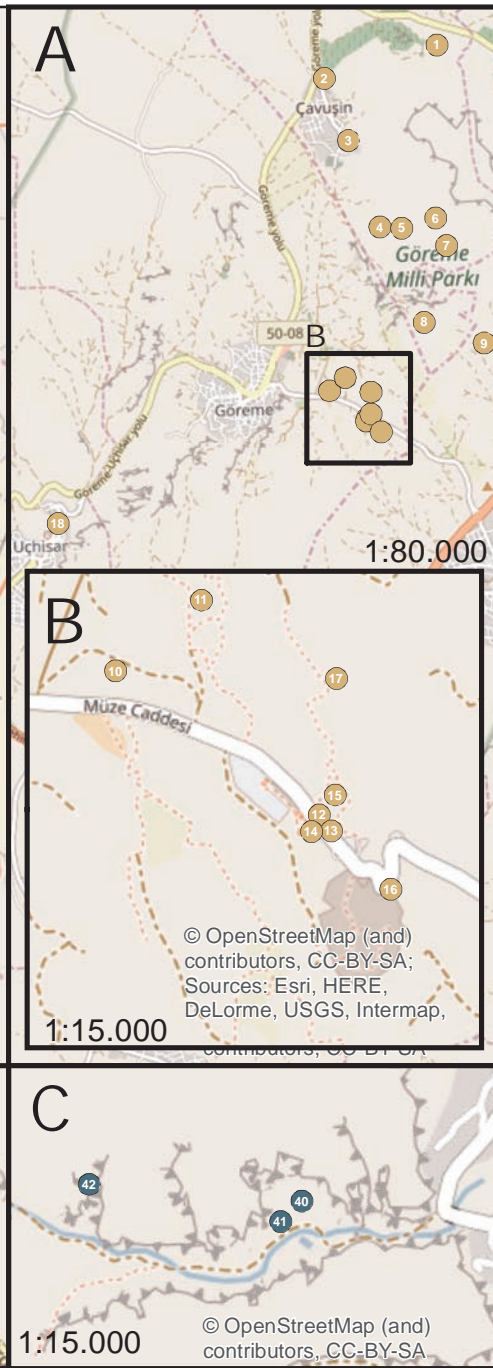 A
Göreme yolu
1
2
Çavuşin
3
4
5
6
7
Göreme yolu
Göreme
Milli Parkı
8
9
50-08
B
Göreme
Göreme-Uçhisar yolu
18
Uçhisar
1:80.000
B
11
10
17
Müze Caddesi
15
12
14
13
16
© OpenStreetMap (and)
contributors, CC-BY-SA;
Sources: Esri, HERE,
DeLorme, USGS, Intermap,
1:15.000
contributors, CC-BY-SA
C
42
40
41
1:15.000
© OpenStreetMap (and)
contributors, CC-BY-SA